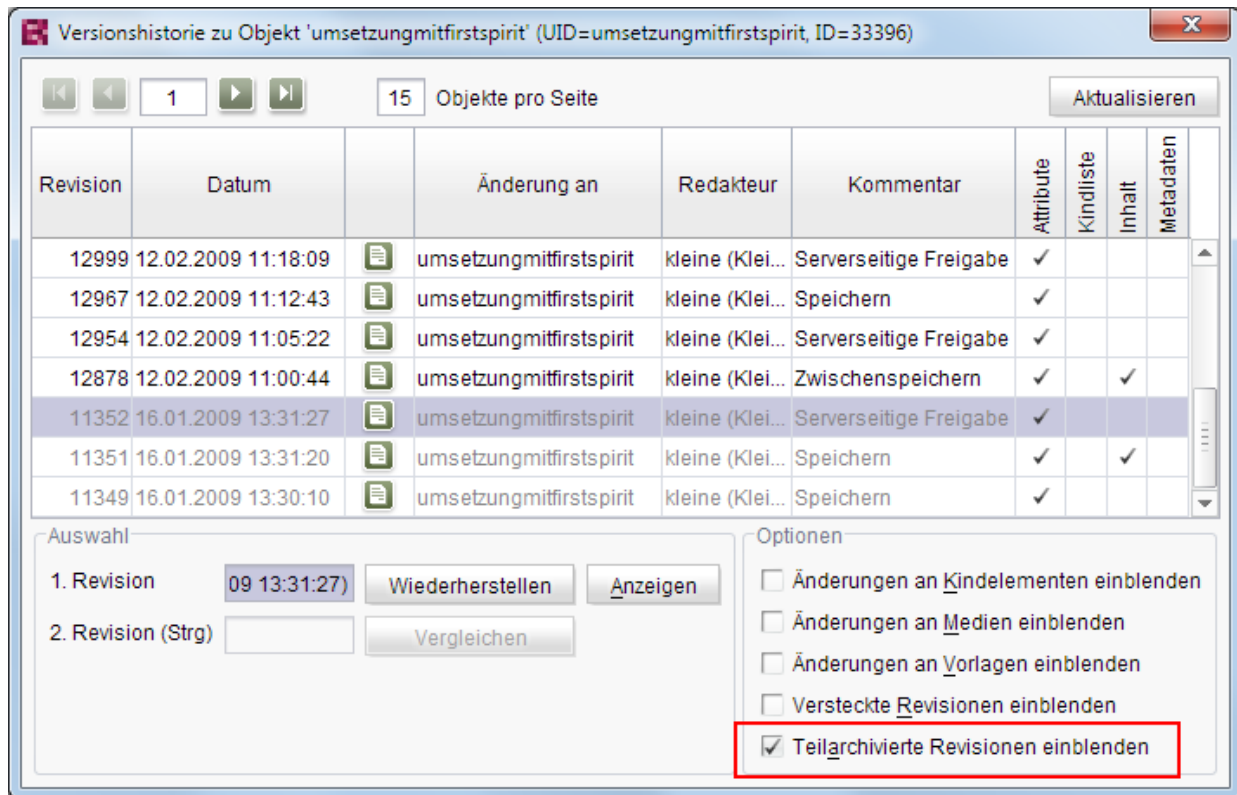 Versionshistorie zu Objekt 'umsetzungmitfirstspirit' (UID=umsetzungmitfirstspirit, ID=33396)
1 15 Objekte pro Seite Aktualisieren
Revision Datum Änderung an Redakteur Kommentar Attribute Kindliste Inhalt Metadaten
12999 12.02.2009 11:18:09 umsetzungmitfirstspirit kleine (Klei... Serverseitige Freigabe ✓
12967 12.02.2009 11:12:43 umsetzungmitfirstspirit kleine (Klei... Speichern ✓
12954 12.02.2009 11:05:22 umsetzungmitfirstspirit kleine (Klei... Serverseitige Freigabe ✓
12878 12.02.2009 11:00:44 umsetzungmitfirstspirit kleine (Klei... Zwischenspeichern ✓ ✓
11352 16.01.2009 13:31:27 umsetzungmitfirstspirit kleine (Klei... Serverseitige Freigabe ✓
11351 16.01.2009 13:31:20 umsetzungmitfirstspirit kleine (Klei... Speichern ✓ ✓
11349 16.01.2009 13:30:10 umsetzungmitfirstspirit kleine (Klei... Speichern ✓
Auswahl
1. Revision 09 13:31:27) Wiederherstellen Anzeigen
2. Revision (Strg) Vergleichen
Optionen
Änderungen an Kindelementen einblenden
Änderungen an Medien einblenden
Änderungen an Vorlagen einblenden
Versteckte Revisionen einblenden
Teilarchivierte Revisionen einblenden